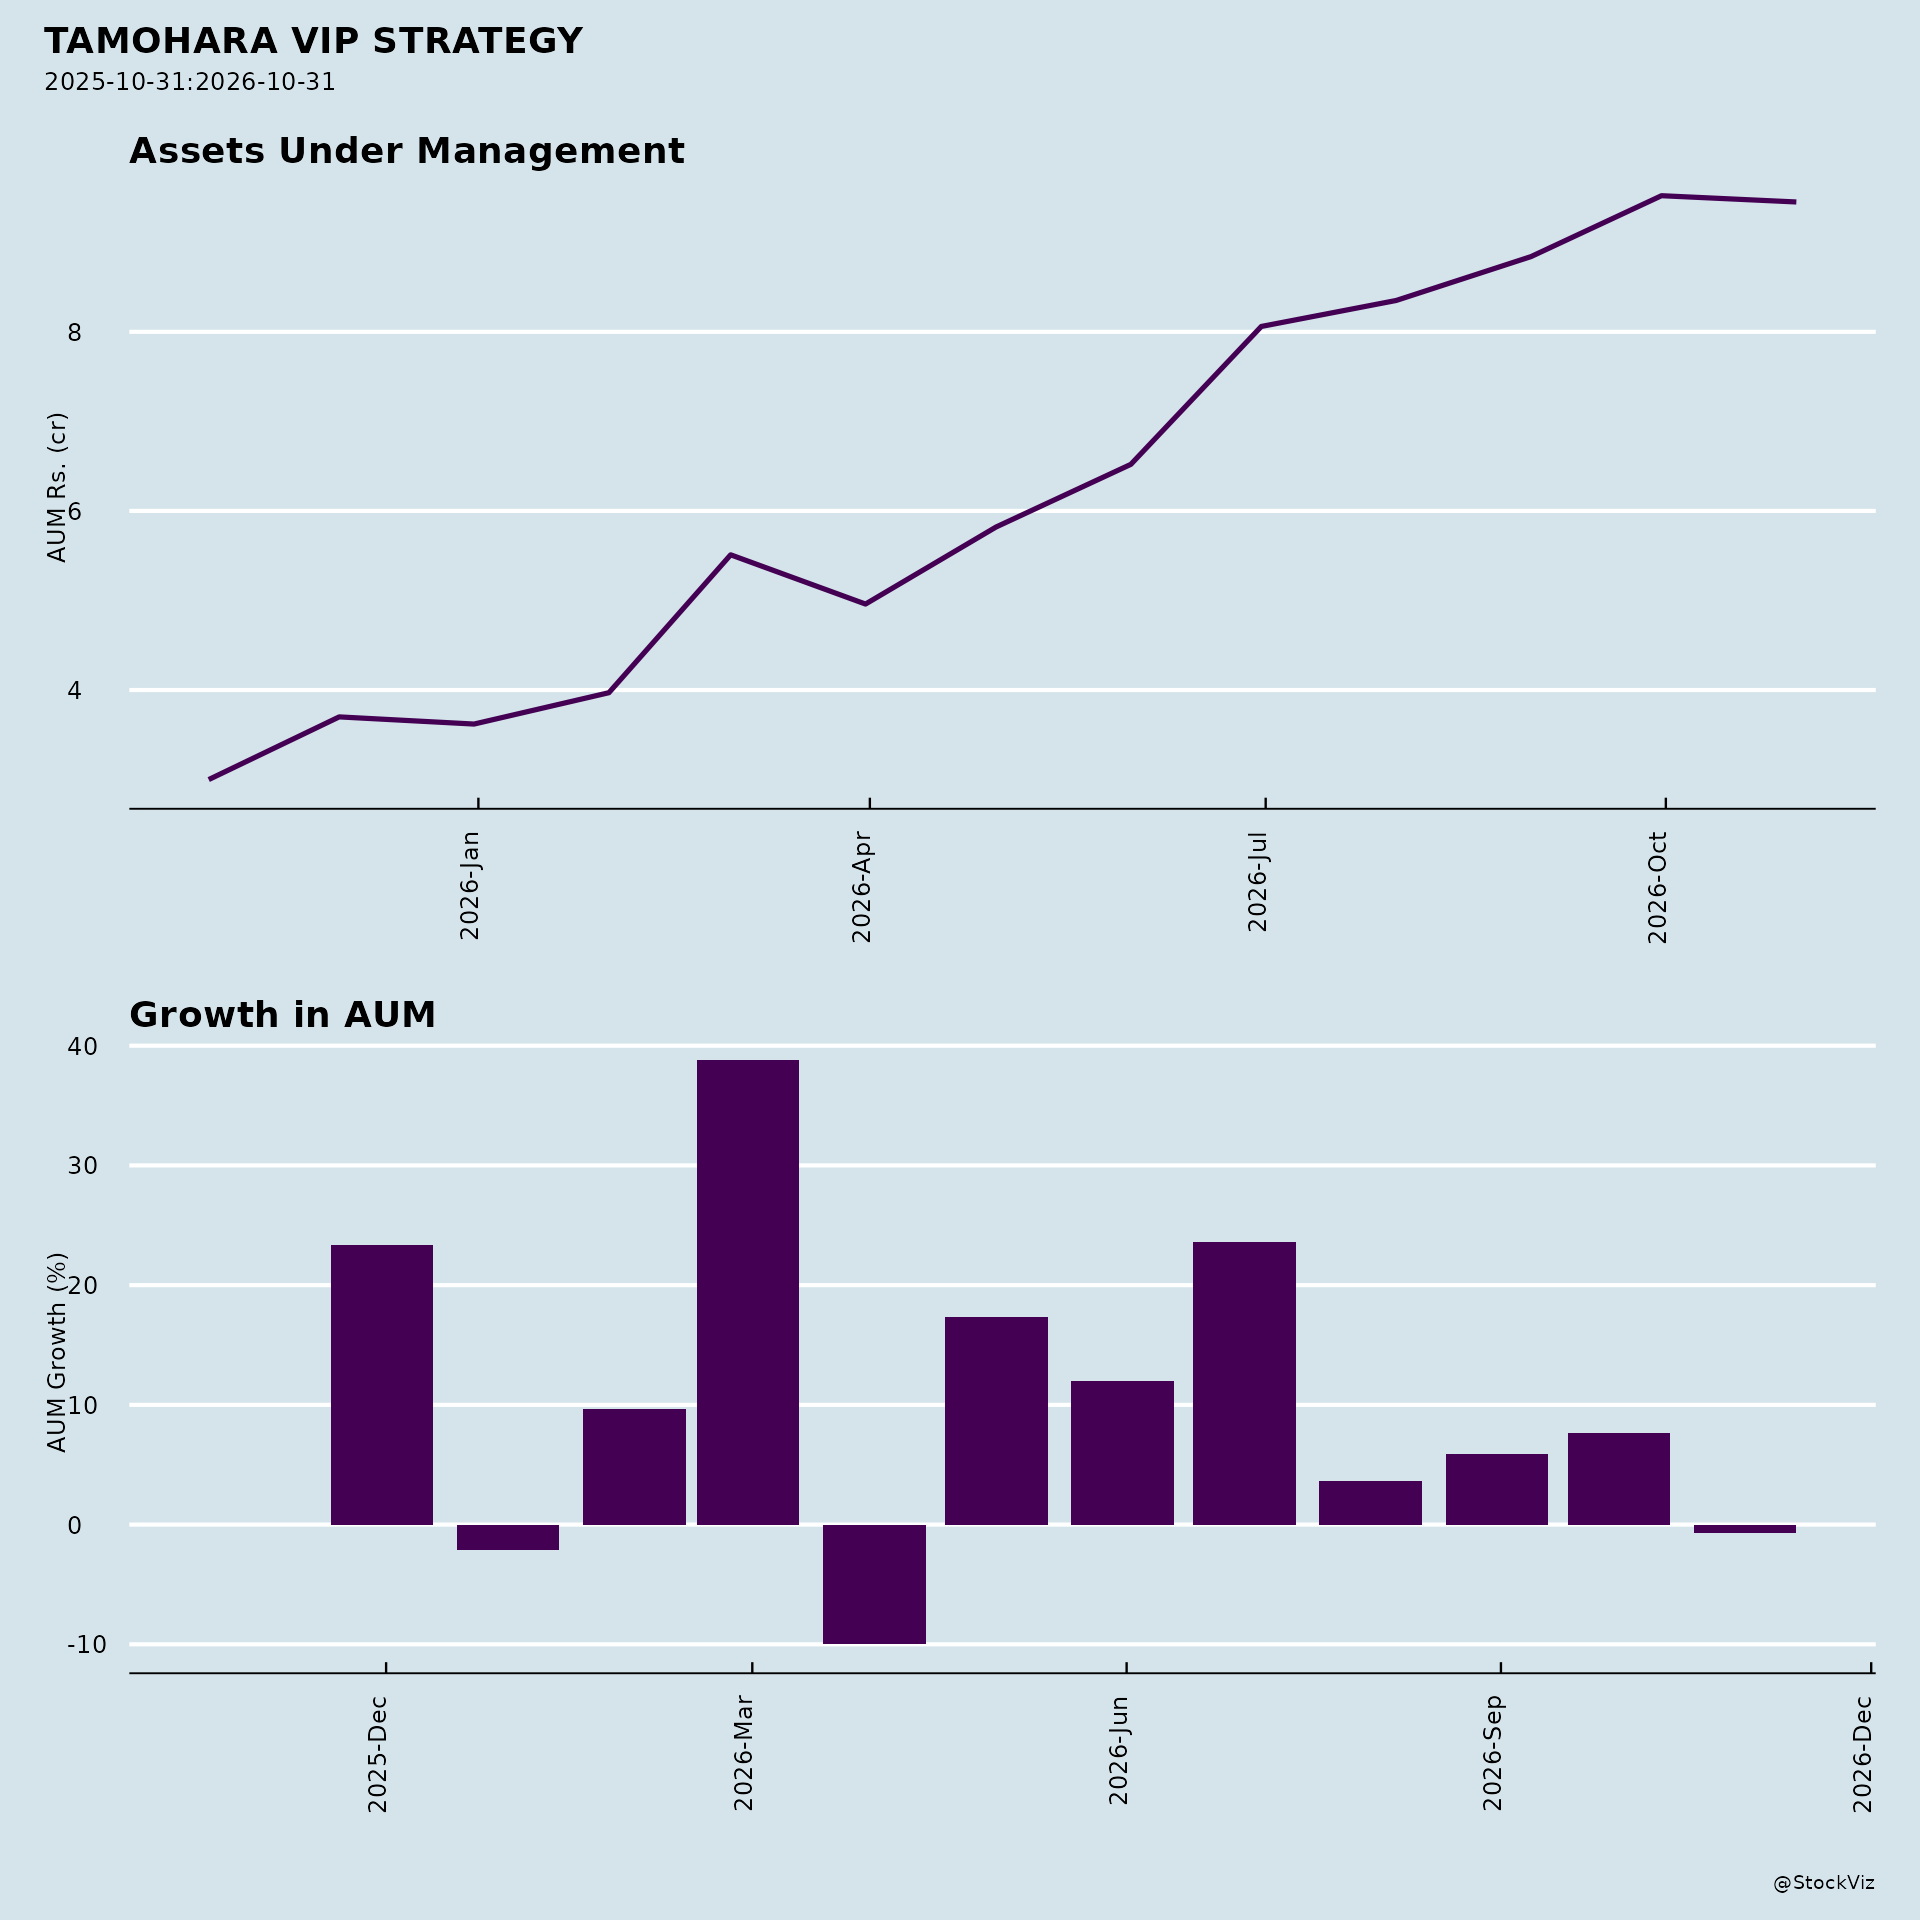 TAMOHARA VIP STRATEGY
2025-10-31:2026-10-31
Assets Under Management
AUM Rs. (cr)
8
6
4
2026-Jan
2026-Apr
2026-Jul
2026-Oct
Growth in AUM
AUM Growth (%)
40
30
20
10
0
-10
2025-Dec
2026-Mar
2026-Jun
2026-Sep
2026-Dec
@StockViz